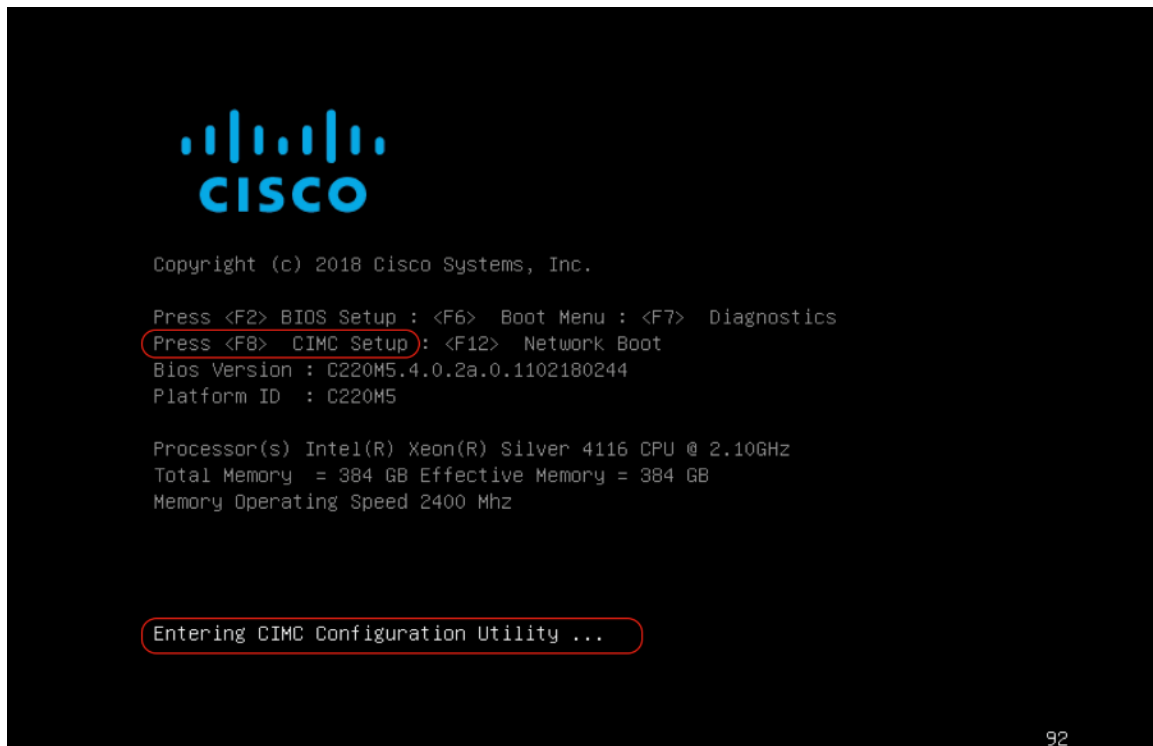 CISCO
Copyright (c) 2018 Cisco Systems, Inc.
Press <F2> BIOS Setup : <F6> Boot Menu : <F7> Diagnostics
Press <F8> CIMC Setup : <F12> Network Boot
Bios Version : C220M5.4.0.2a.0.1102180244
Platform ID : C220M5
Processor(s) Intel(R) Xeon(R) Silver 4116 CPU @ 2.10GHz
Total Memory = 384 GB Effective Memory = 384 GB
Memory Operating Speed 2400 Mhz
Entering CIMC Configuration Utility ...
92